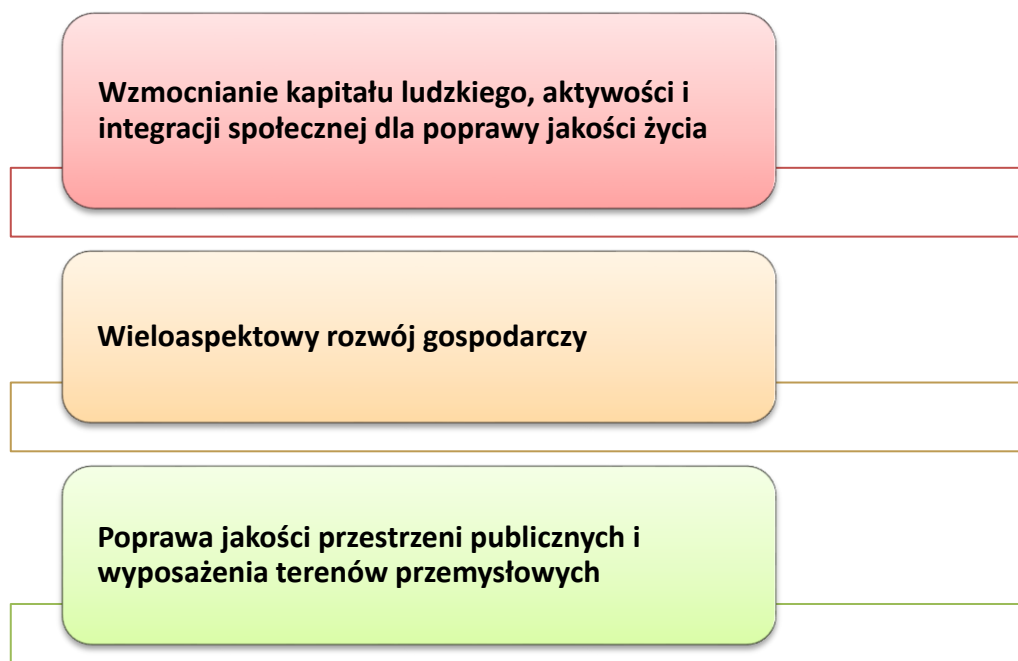 Wzmocnianie kapitału ludzkiego, aktywości i
integracji społecznej dla poprawy jakości życia
Wieloaspektowy rozwój gospodarczy
Poprawa jakości przestrzeni publicznych i
wyposażenia terenów przemysłowych